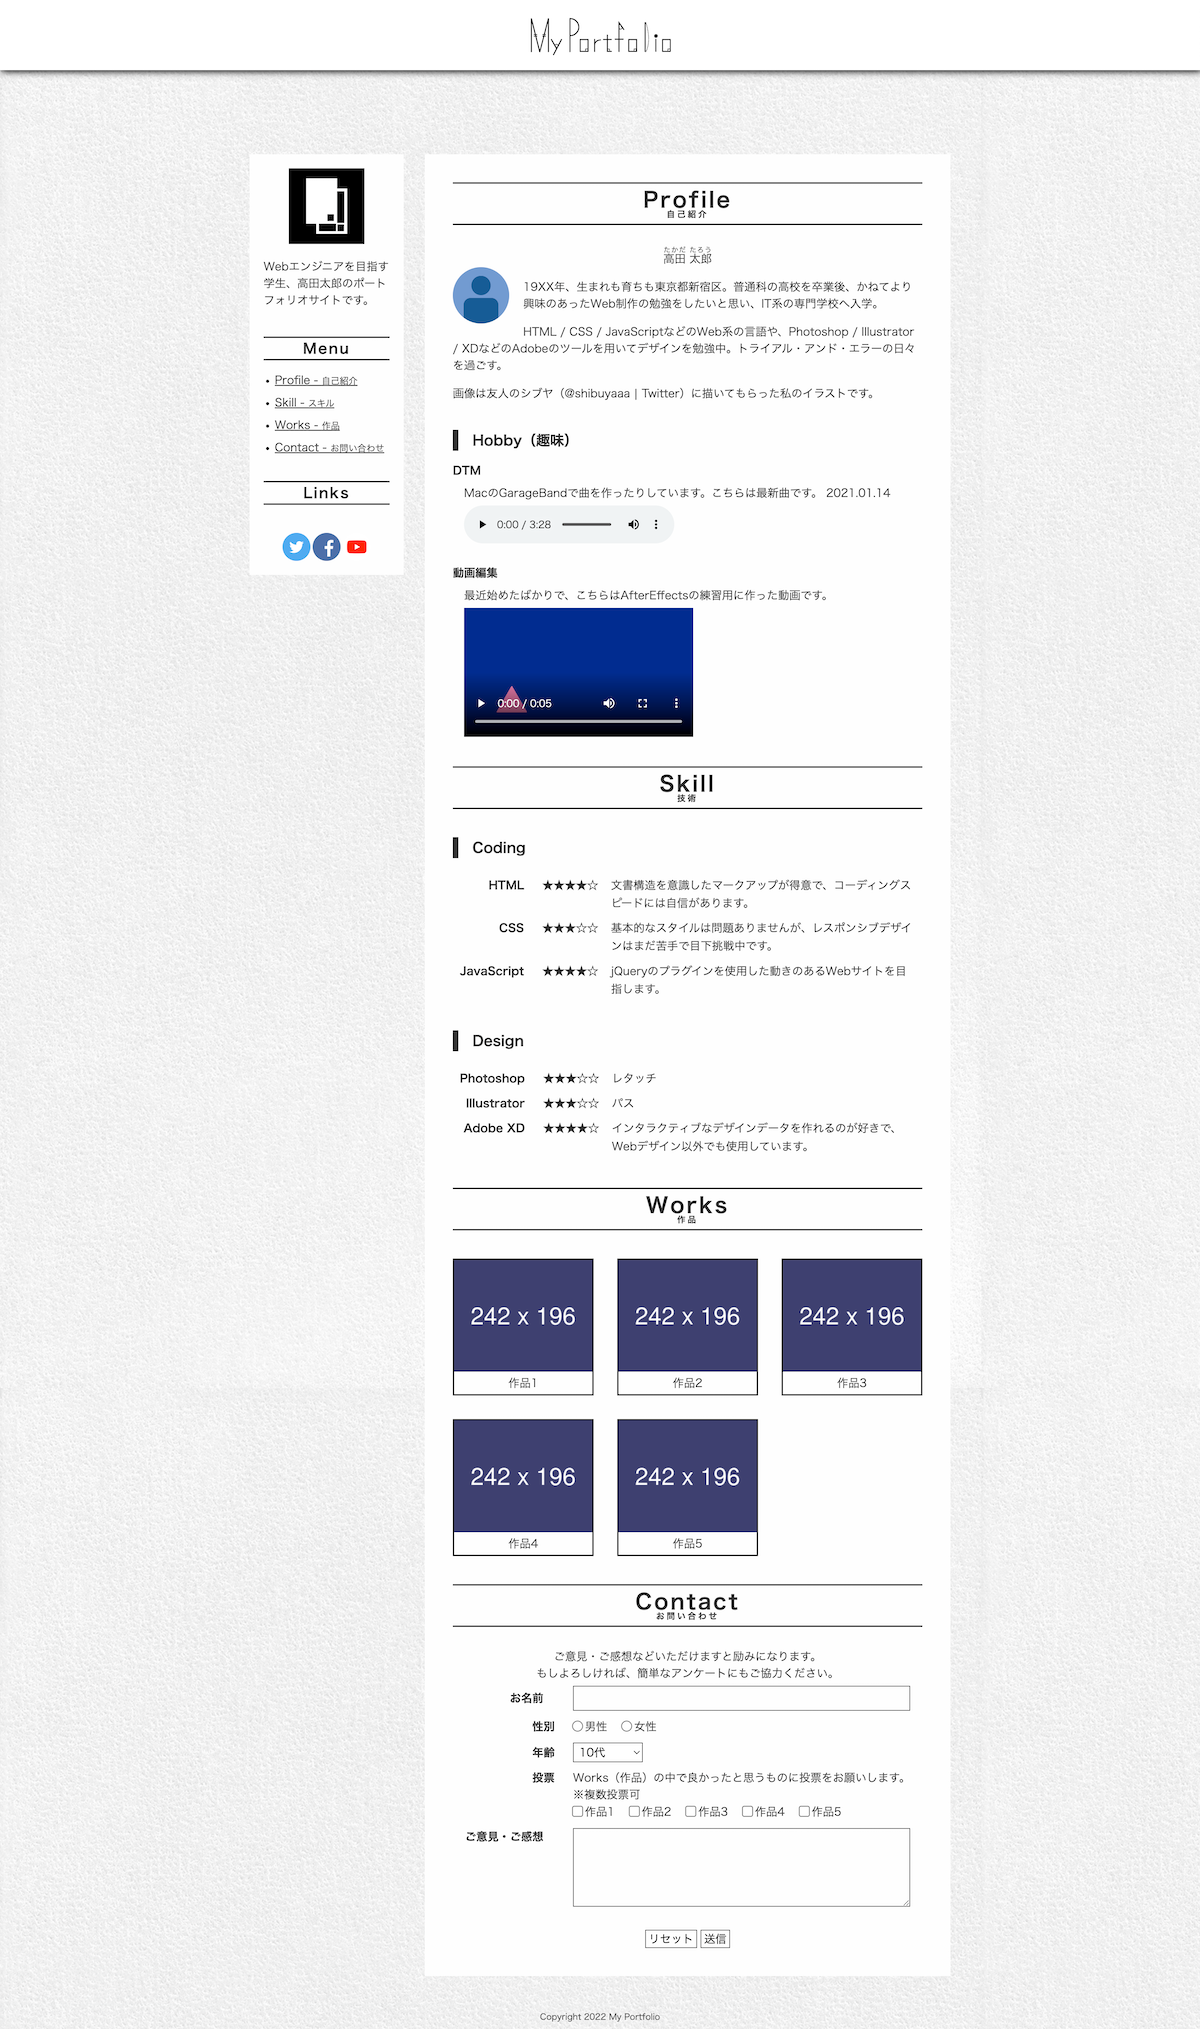 My Portfolio
Webエンジニアを目指す
学生、高田太郎のポート
フォリオサイトです。
Menu
• Profile - 自己紹介
• Skill - スキル
• Works - 作品
• Contact - お問い合わせ
Links
Profile
自己紹介
たかだ たろう
高田 太郎
19XX年、生まれも育ちも東京都新宿区。普通科の高校を卒業後、かねてより
興味のあったWeb制作の勉強をしたいと思い、IT系の専門学校へ入学。
HTML / CSS / JavaScriptなどのWeb系の言語や、Photoshop / Illustrator
/ XDなどのAdobeのツールを用いてデザインを勉強中。トライアル・アンド・エラーの日々
を過ごす。
画像は友人のシブヤ（@shibuyaaa | Twitter）に描いてもらった私のイラストです。
Hobby（趣味）
DTM
MacのGarageBandで曲を作ったりしています。こちらは最新曲です。 2021.01.14
0:00 / 3:28
動画編集
最近始めたばかりで、こちらはAfterEffectsの練習用に作った動画です。
0:00 / 0:05
Skill
技術
Coding
HTML ★★★★☆ 文書構造を意識したマークアップが得意で、コーディングス
ピードには自信があります。
CSS ★★★☆☆ 基本的なスタイルは問題ありませんが、レスポンシブデザイ
ンはまだ苦手で目下挑戦中です。
JavaScript ★★★★☆ jQueryのプラグインを使用した動きのあるWebサイトを目
指します。
Design
Photoshop ★★★☆☆ レタッチ
Illustrator ★★★☆☆ パス
Adobe XD ★★★★☆ インタラクティブなデザインデータを作れるのが好きで、
Webデザイン以外でも使用しています。
Works
作品
242 x 196 242 x 196 242 x 196
作品1 作品2 作品3
242 x 196 242 x 196
作品4 作品5
Contact
お問い合わせ
ご意見・ご感想などいただけますと励みになります。
もしよろしければ、簡単なアンケートにもご協力ください。
お名前
性別 男性 女性
年齢 10代
投票 Works（作品）の中で良かったと思うものに投票をお願いします。
※複数投票可
作品1 作品2 作品3 作品4 作品5
ご意見・ご感想
リセット 送信
Copyright 2022 My Portfolio